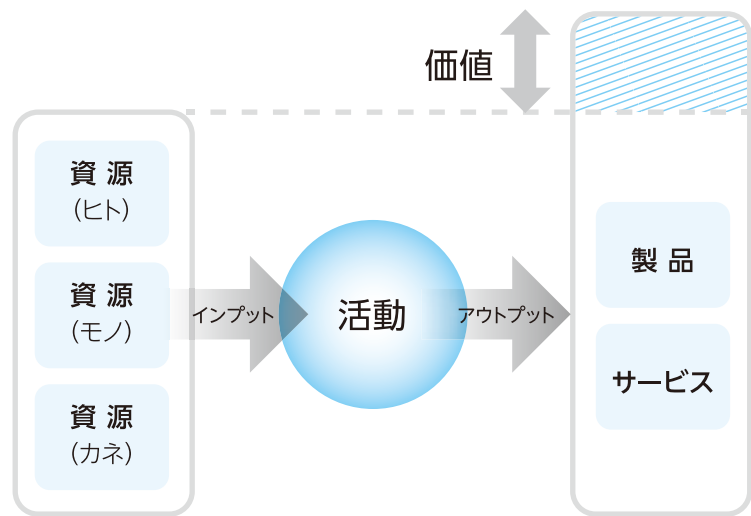 価値
資源
(ヒト)
資源
(モノ)
資源
(カネ)
インプット
活動
アウトプット
製品
サービス